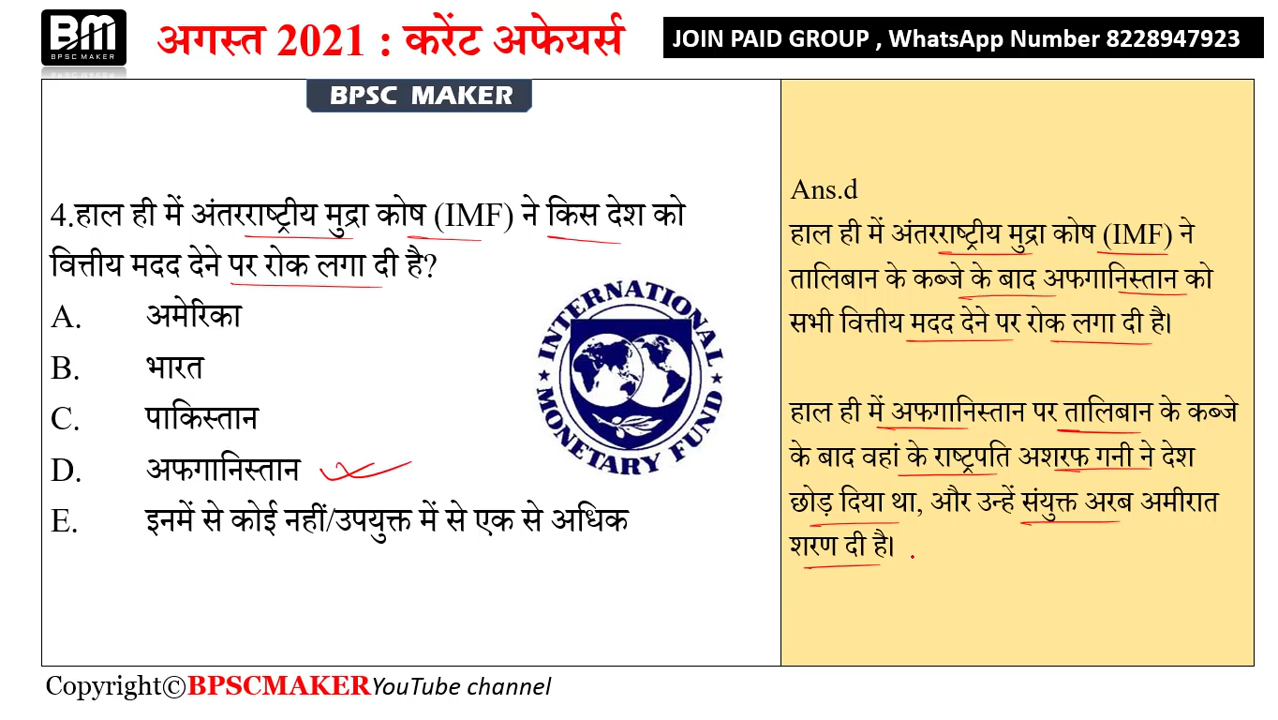 BM
BPSC MAKER
अगस्त 2021 : करेंट अफेयर्स
JOIN PAID GROUP , WhatsApp Number 8228947923
BPSC MAKER
4.हाल ही में अंतरराष्ट्रीय मुद्रा कोष (IMF) ने किस देश को
वित्तीय मदद देने पर रोक लगा दी है?
A. अमेरिका
B. भारत
C. पाकिस्तान
D. अफगानिस्तान
E. इनमें से कोई नहीं/उपयुक्त में से एक से अधिक
INTERNATIONAL
MONETARY FUND
Ans.d
हाल ही में अंतरराष्ट्रीय मुद्रा कोष (IMF) ने
तालिबान के कब्जे के बाद अफगानिस्तान को
सभी वित्तीय मदद देने पर रोक लगा दी है।
हाल ही में अफगानिस्तान पर तालिबान के कब्जे
के बाद वहां के राष्ट्रपति अशरफ गनी ने देश
छोड़ दिया था, और उन्हें संयुक्त अरब अमीरात
शरण दी है।
Copyright©BPSCMAKERYouTube channel